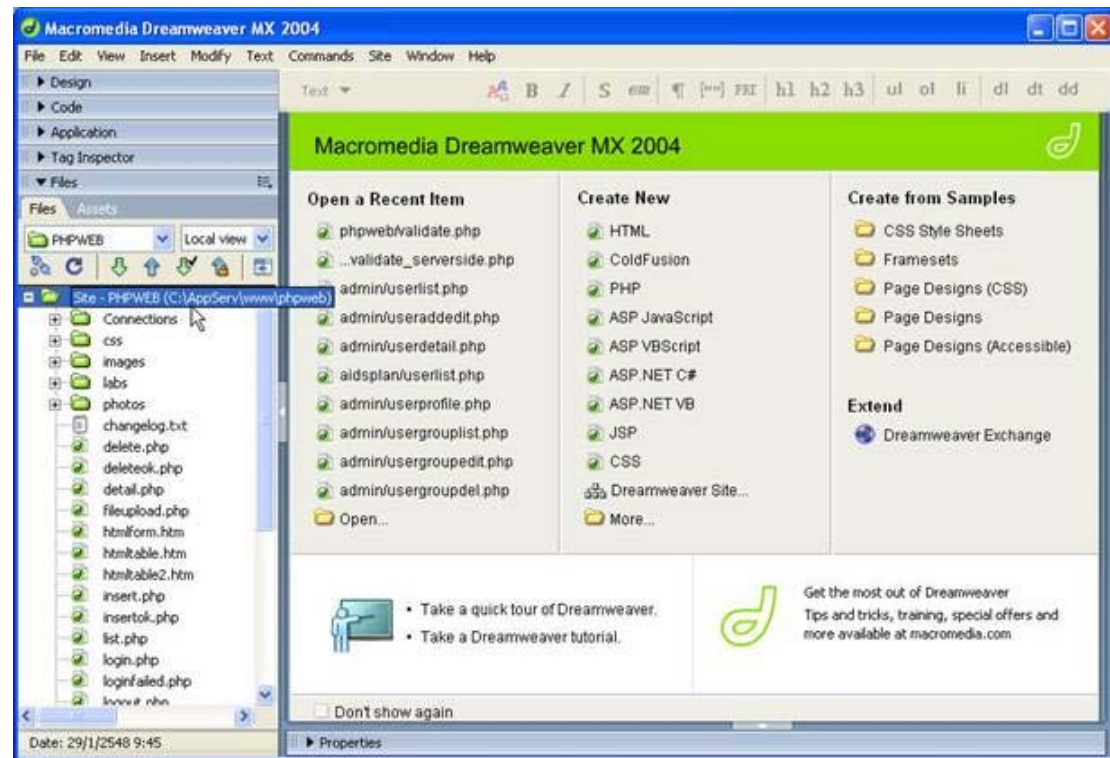 Macromedia Dreamweaver MX 2004
File Edit View Insert Modify Text Commands Site Window Help
Design
Code
Application
Tag Inspector
Files
Files Assets
PHPWEB Local view
Site - PHPWEB (C:\AppServ\www\phpweb)
Connections
css
images
labs
photos
changelog.txt
delete.php
deleteok.php
detail.php
fileupload.php
htmlform.htm
htmltable.htm
htmltable2.htm
insert.php
insertok.php
list.php
login.php
loginfailed.php
logout.php
Date: 29/1/2548 9:45
Text B I S em ¶ [""] PRE h1 h2 h3 ul ol li dl dt dd
Macromedia Dreamweaver MX 2004
Open a Recent Item
phpweb/validate.php
...validate_serverside.php
admin/userlist.php
admin/useraddedit.php
admin/userdetail.php
aidsplan/userlist.php
admin/userprofile.php
admin/usergrouplist.php
admin/usergroupedit.php
admin/usergroupdel.php
Open...
Create New
HTML
ColdFusion
PHP
ASP JavaScript
ASP VBScript
ASP.NET C#
ASP.NET VB
JSP
CSS
Dreamweaver Site...
More...
Create from Samples
CSS Style Sheets
Framesets
Page Designs (CSS)
Page Designs
Page Designs (Accessible)
Extend
Dreamweaver Exchange
• Take a quick tour of Dreamweaver.
• Take a Dreamweaver tutorial.
Get the most out of Dreamweaver
Tips and tricks, training, special offers and
more available at macromedia.com
Don't show again
Properties